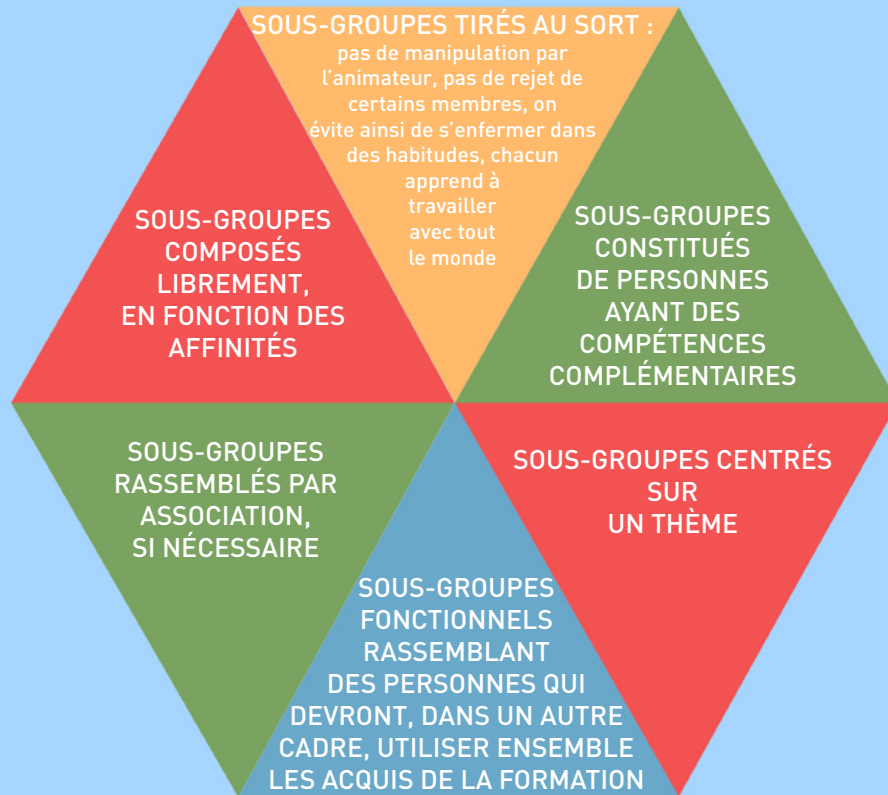 SOUS-GROUPES TIRÉS AU SORT :
pas de manipulation par
l'animateur, pas de rejet de
certains membres, on
évite ainsi de s'enfermer dans
des habitudes, chacun
apprend à
travailler
avec tout
le monde
SOUS-GROUPES
COMPOSÉS
LIBREMENT,
EN FONCTION DES
AFFINITÉS
SOUS-GROUPES
CONSTITUÉS
DE PERSONNES
AYANT DES
COMPÉTENCES
COMPLÉMENTAIRES
SOUS-GROUPES
RASSEMBLÉS PAR
ASSOCIATION,
SI NÉCESSAIRE
SOUS-GROUPES CENTRÉS
SUR
UN THÈME
SOUS-GROUPES
FONCTIONNELS
RASSEMBLANT
DES PERSONNES QUI
DEVRONT, DANS UN AUTRE
CADRE, UTILISER ENSEMBLE
LES ACQUIS DE LA FORMATION